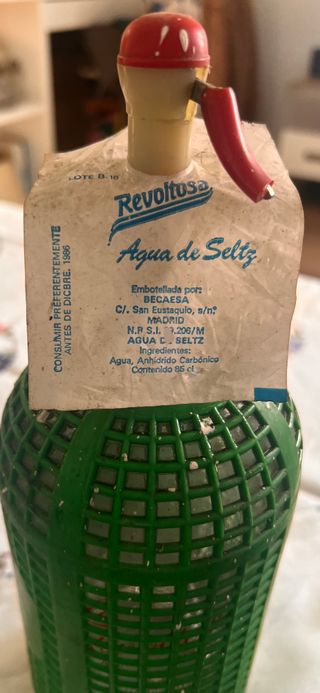 LOTE B.10
Revoltosa
Agua de Seltz
CONSUMIR PREFERENTEMENTE
ANTES DE DICBRE. 1986
Embotellada por:
BECAESA
C/. San Eustaquio, s/nº
MADRID
N.R.S.I. .206/M
AGUA DE SELTZ
Ingredientes:
Agua, Anhídrido Carbónico
Contenido 85 cl.